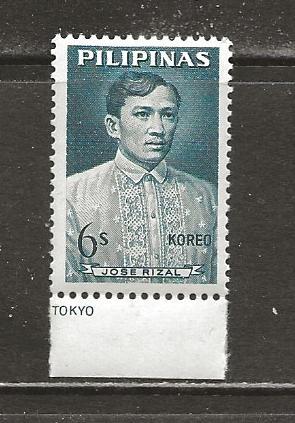 PILIPINAS
6s KOREO
JOSE RIZAL
TOKYO